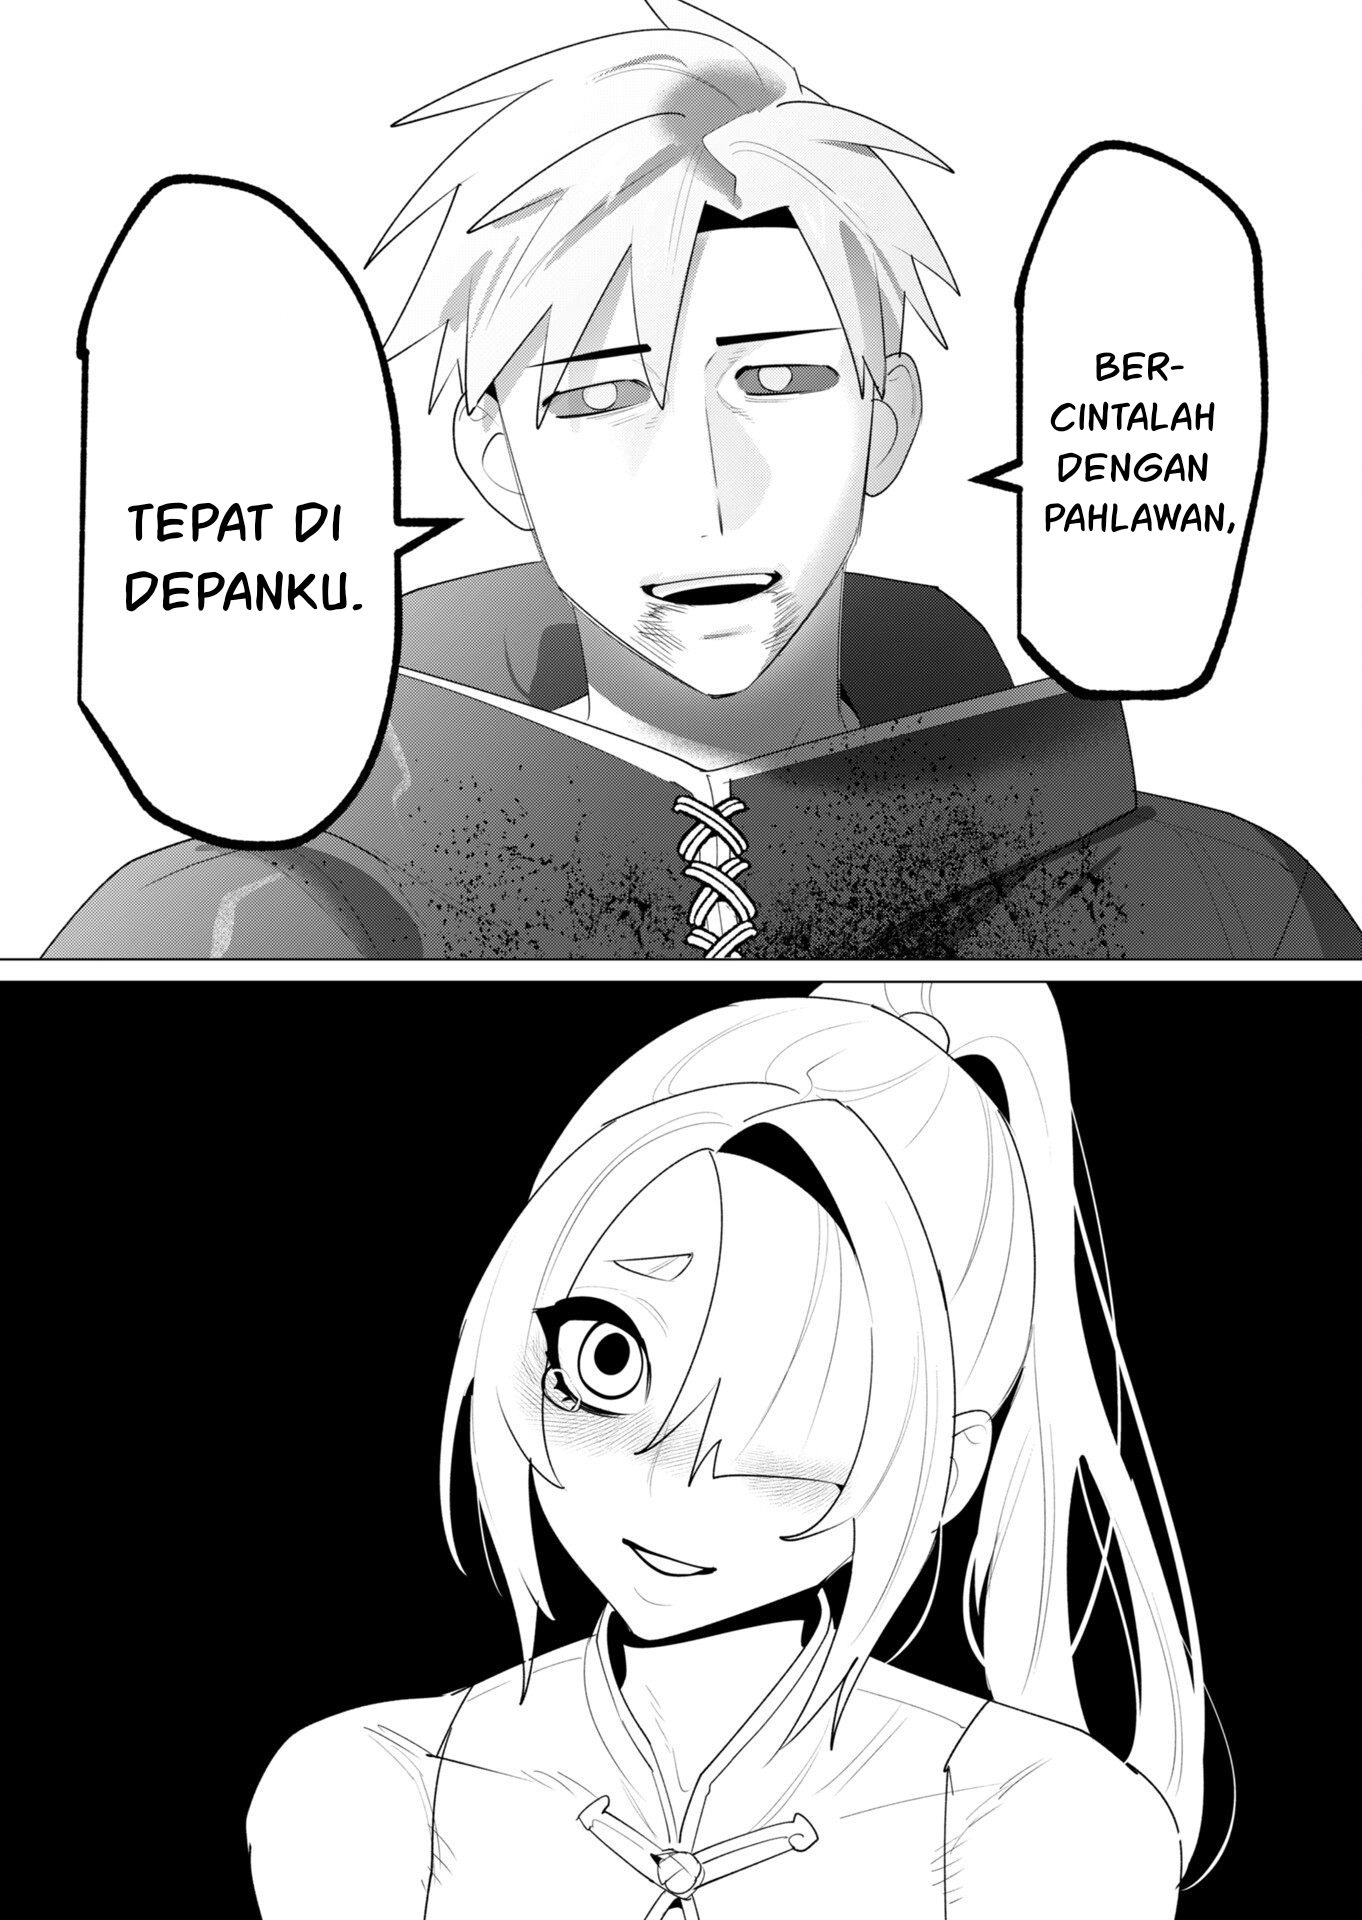 BER-
CINTALAH
DENGAN
PAHLAWAN,
TEPAT DI
DEPANKU.